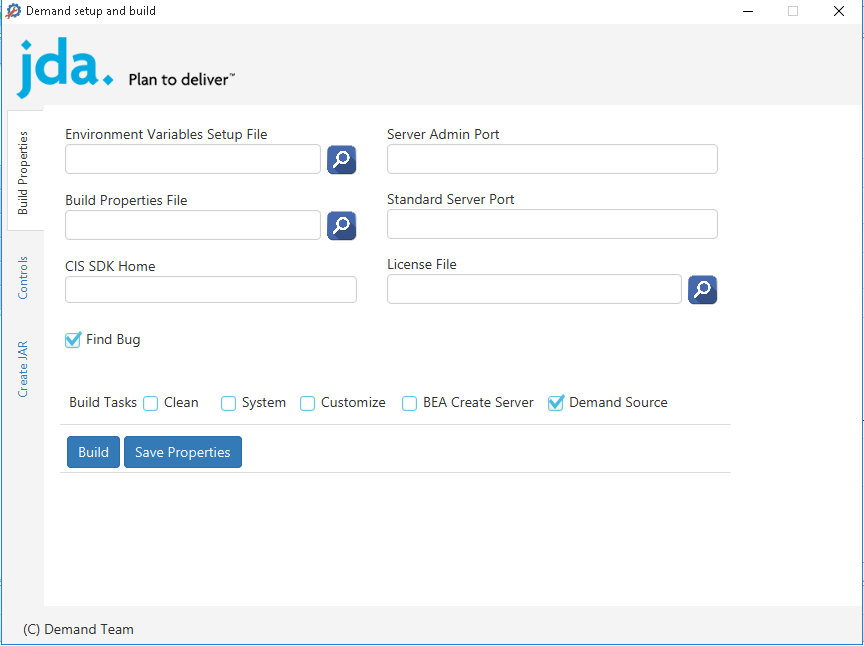 Demand setup and build
jda.
Plan to deliver™
Build Properties
Controls
Create JAR
Environment Variables Setup File
Server Admin Port
Build Properties File
Standard Server Port
CIS SDK Home
License File
Find Bug
Build Tasks Clean System Customize BEA Create Server Demand Source
Build Save Properties
(C) Demand Team